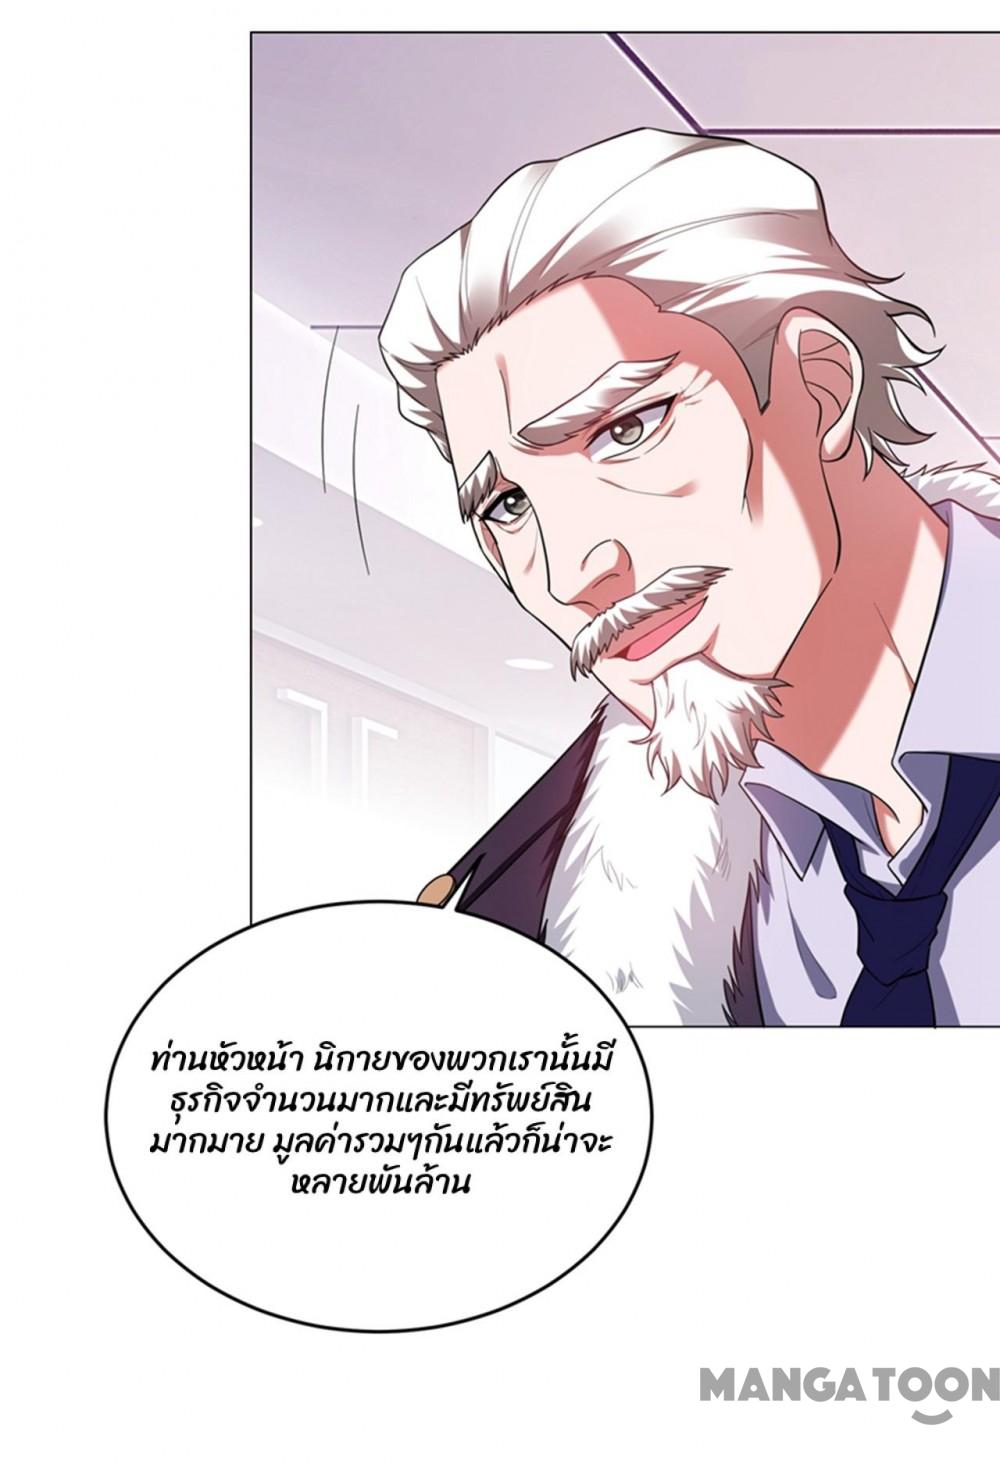 ท่านหัวหน้า นิกายของพวกเรานั้นมี
ธุรกิจจำนวนมากและมีทรัพย์สิน
มากมาย มูลค่ารวมๆกันแล้วก็น่าจะ
หลายพันล้าน
MANGATOON